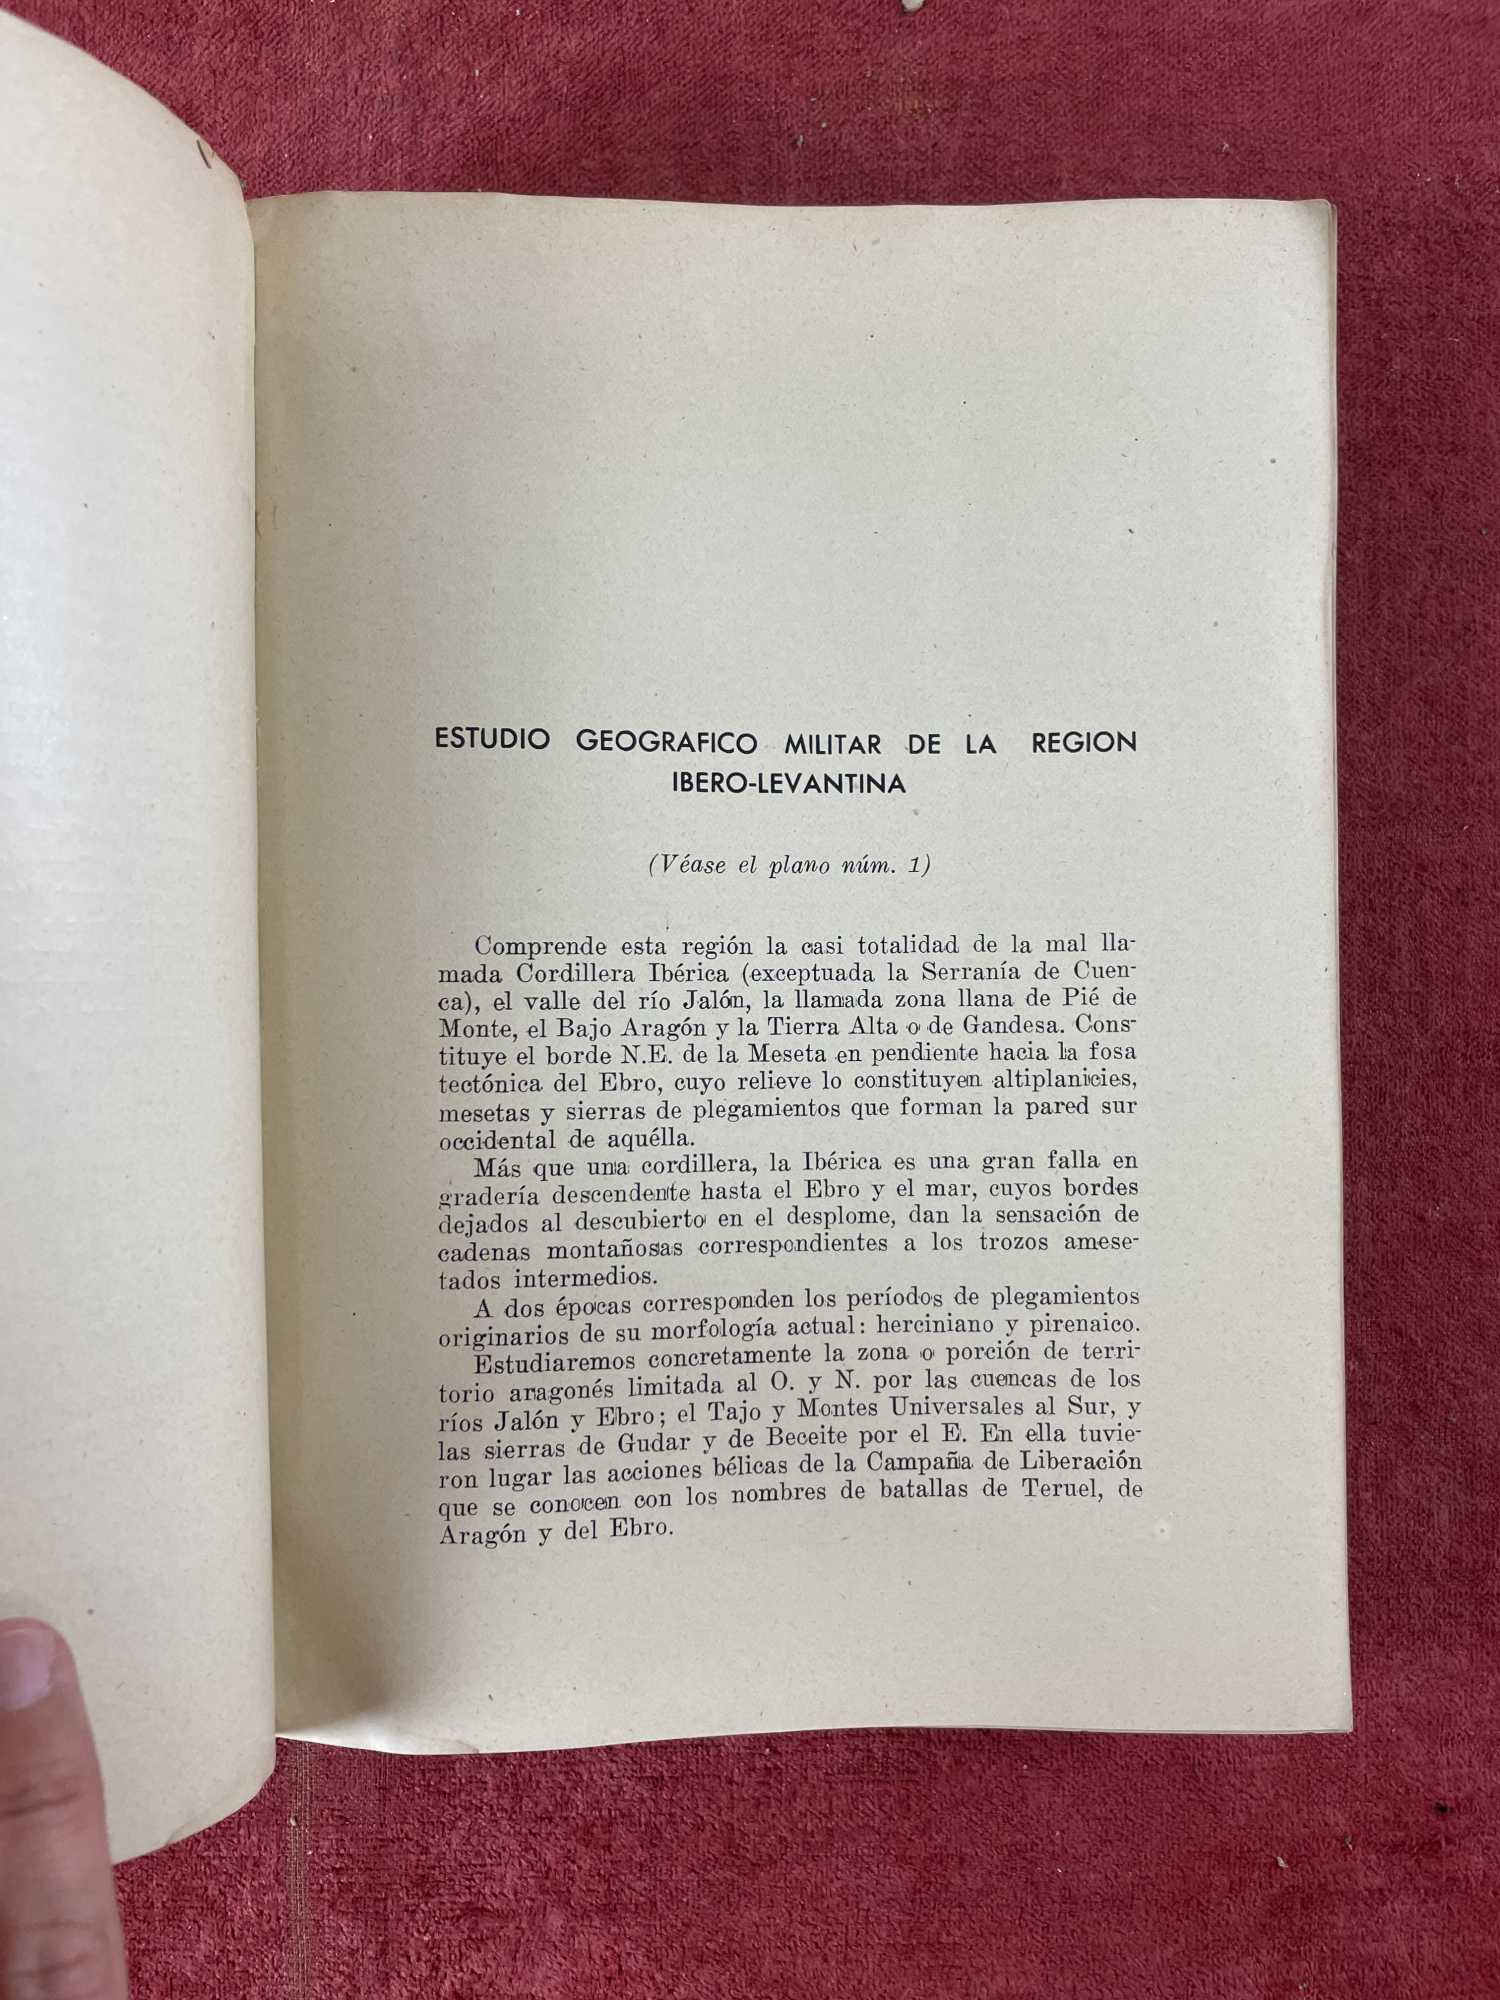 ESTUDIO GEOGRAFICO MILITAR DE LA REGION
IBERO-LEVANTINA
(Véase el plano núm. 1)
Comprende esta región la casi totalidad de la mal lla-
mada Cordillera Ibérica (exceptuada la Serranía de Cuen-
ca), el valle del río Jalón, la llamada zona llana de Pié de
Monte, el Bajo Aragón y la Tierra Alta o de Gandesa. Cons-
tituye el borde N.E. de la Meseta en pendiente hacia la fosa
tectónica del Ebro, cuyo relieve lo constituyen altiplanicies,
mesetas y sierras de plegamientos que forman la pared sur
occidental de aquélla.
Más que una cordillera, la Ibérica es una gran falla en
gradería descendente hasta el Ebro y el mar, cuyos bordes
dejados al descubierto en el desplome, dan la sensación de
cadenas montañosas correspondientes a los trozos amese-
tados intermedios.
A dos épocas corresponden los períodos de plegamientos
originarios de su morfología actual: herciniano y pirenaico.
Estudiaremos concretamente la zona o porción de terri-
torio aragonés limitada al O. y N. por las cuencas de los
ríos Jalón y Ebro; el Tajo y Montes Universales al Sur, y
las sierras de Gudar y de Beceite por el E. En ella tuvie-
ron lugar las acciones bélicas de la Campaña de Liberación
que se conocen con los nombres de batallas de Teruel, de
Aragón y del Ebro.